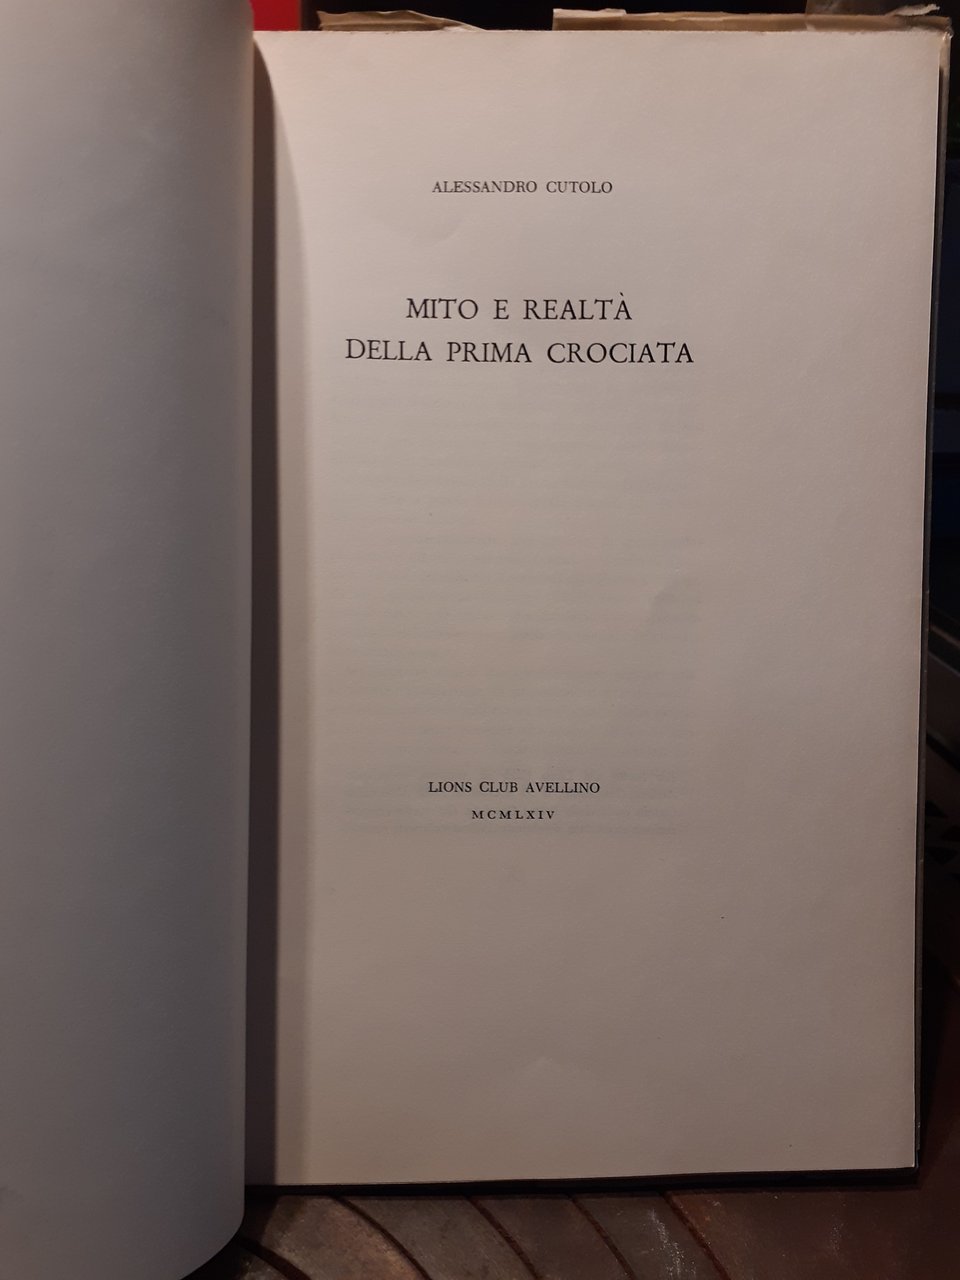 ALESSANDRO CUTOLO
MITO E REALTÀ
DELLA PRIMA CROCIATA
LIONS CLUB AVELLINO
MCMLXIV